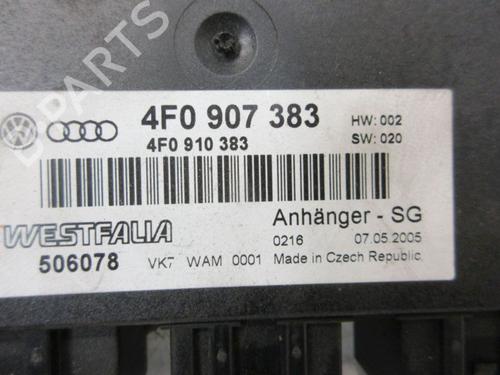 PARTS
4F0 907 383
HW: 002
4F0 910 383
SW: 020
WESTFALIA
Anhänger - SG
0216 07.05.2005
506078 VK7 WAM 0001 Made in Czech Republic